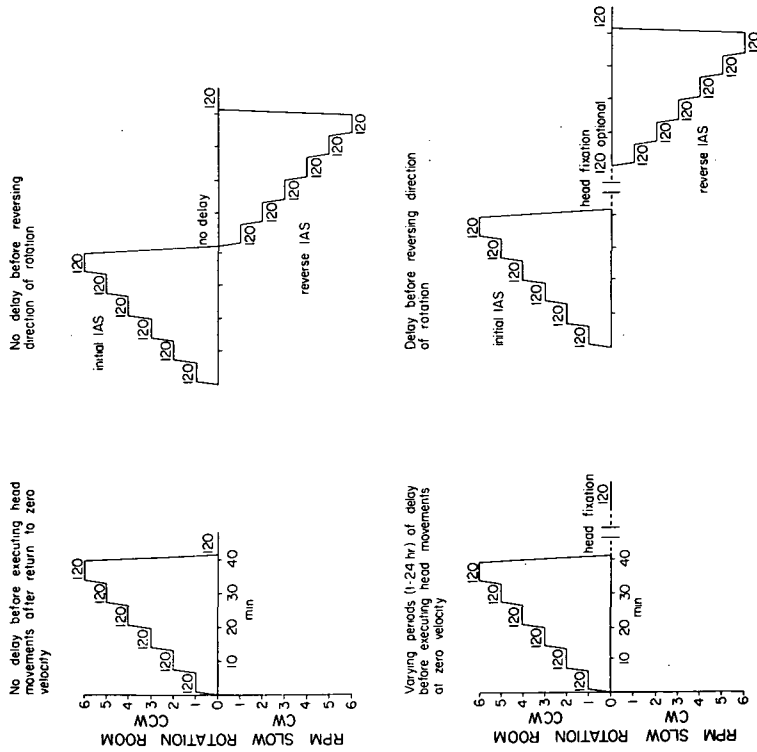 No delay before executing head
movements after return to zero
velocity
RPM SLOW ROTATION ROOM
CCW
CW
6
5
4
3
2
1
0
1
2
3
4
5
6
120
120
120
120
120
120
120
10
20
30
40
min
No delay before reversing
direction of rotation
initial IAS
120
120
120
120
120
120
no delay
120
120
120
120
120
120
120
reverse IAS
Varying periods (1-24 hr) of delay
before executing head movements
at zero velocity
RPM SLOW ROTATION ROOM
CCW
CW
6
5
4
3
2
1
0
1
2
3
4
5
6
120
120
120
120
120
120
head fixation
120
10
20
30
40
min
Delay before reversing direction
of rotation
initial IAS
120
120
120
120
120
120
head fixation
120 optional
120
120
120
120
120
120
120
reverse IAS